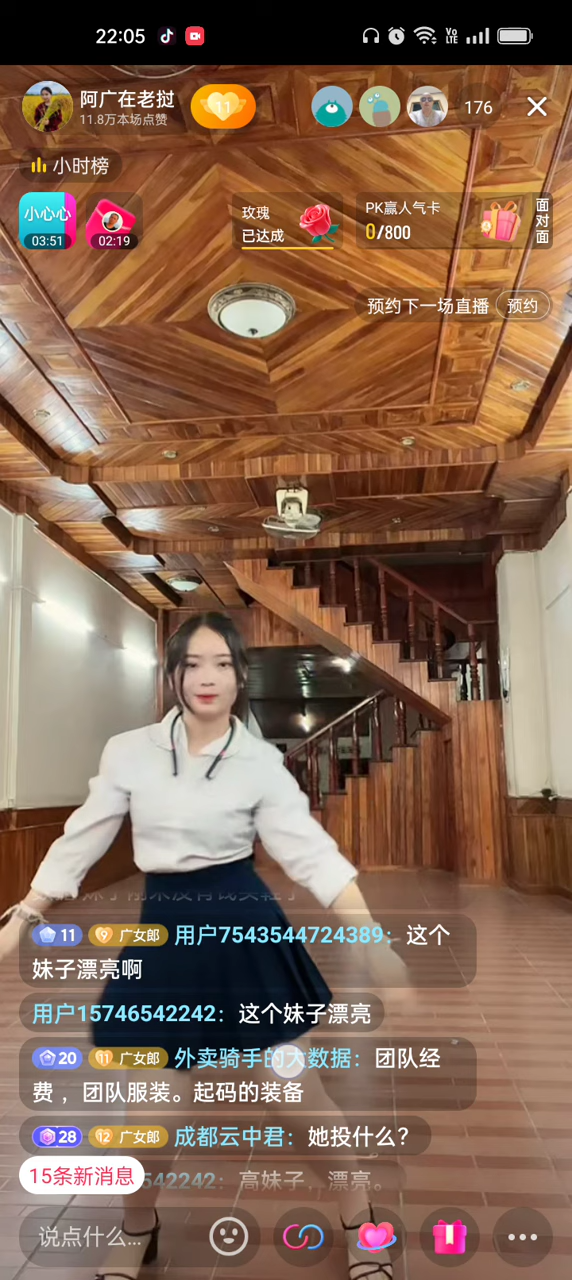 22:05
Vo
LTE
阿广在老挝
11.8万本场点赞
11
176
小时榜
小心心
03:51
02:19
玫瑰
已达成
PK赢人气卡
0/800
面对面
预约下一场直播
预约
11 9 广女郎 用户7543544724389：这个
妹子漂亮啊
用户15746542242：这个妹子漂亮
20 11 广女郎 外卖骑手的大数据：团队经
费，团队服装。起码的装备
28 12 广女郎 成都云中君：她投什么？
15条新消息
542242：高妹子，漂亮。
说点什么...